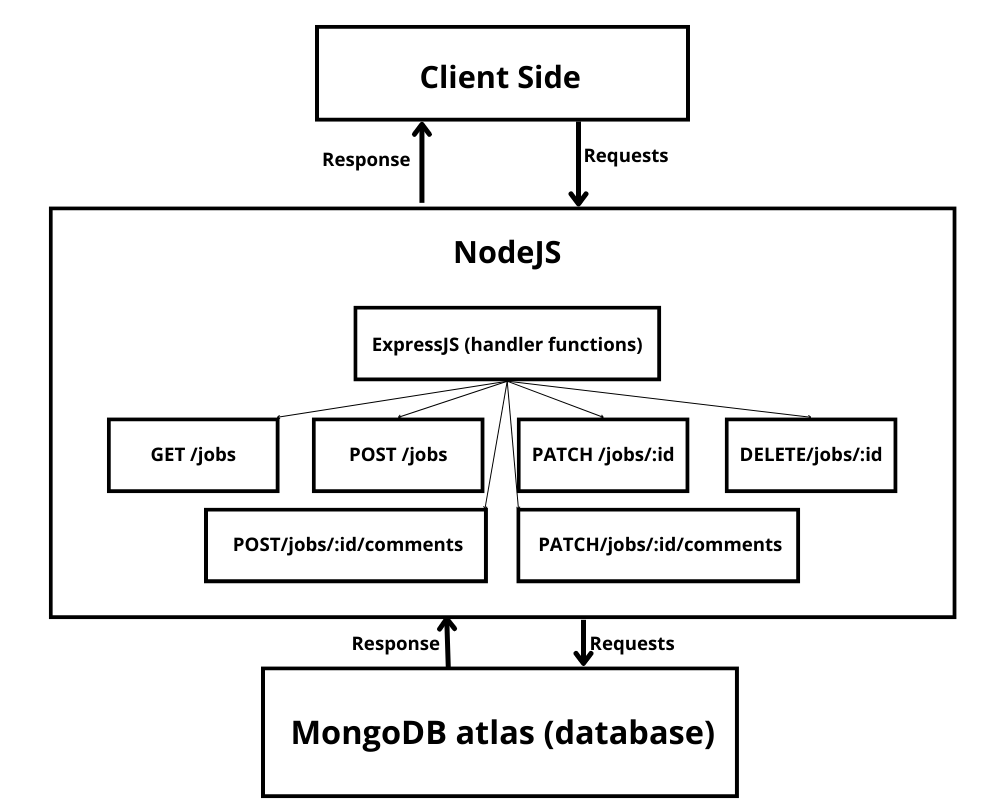 Client Side
Response
Requests
NodeJS
ExpressJS (handler functions)
GET /jobs
POST /jobs
PATCH /jobs/:id
DELETE/jobs/:id
POST/jobs/:id/comments
PATCH/jobs/:id/comments
Response
Requests
MongoDB atlas (database)